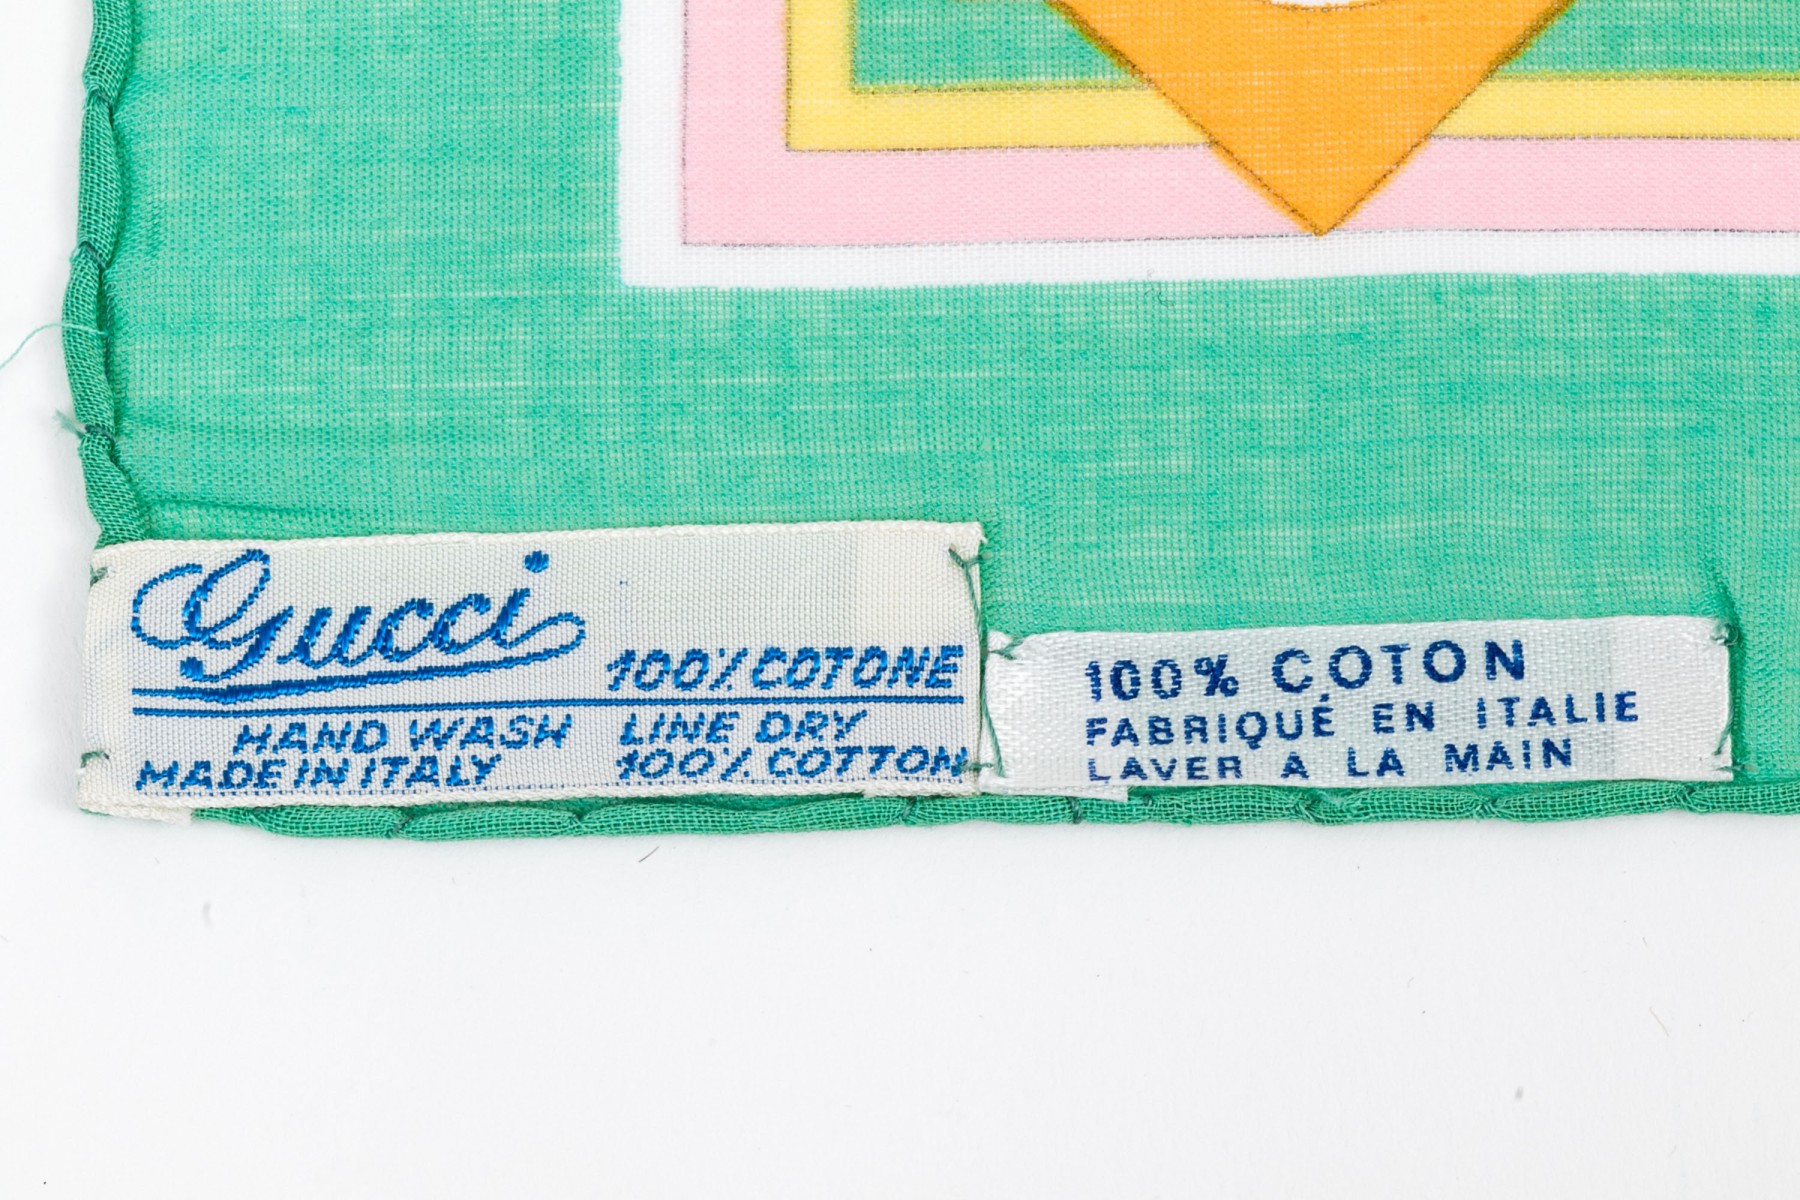 Gucci
100% COTONE
HAND WASH LINE DRY
MADE IN ITALY 100% COTTON
100% COTON
FABRIQUÉ EN ITALIE
LAVER A LA MAIN